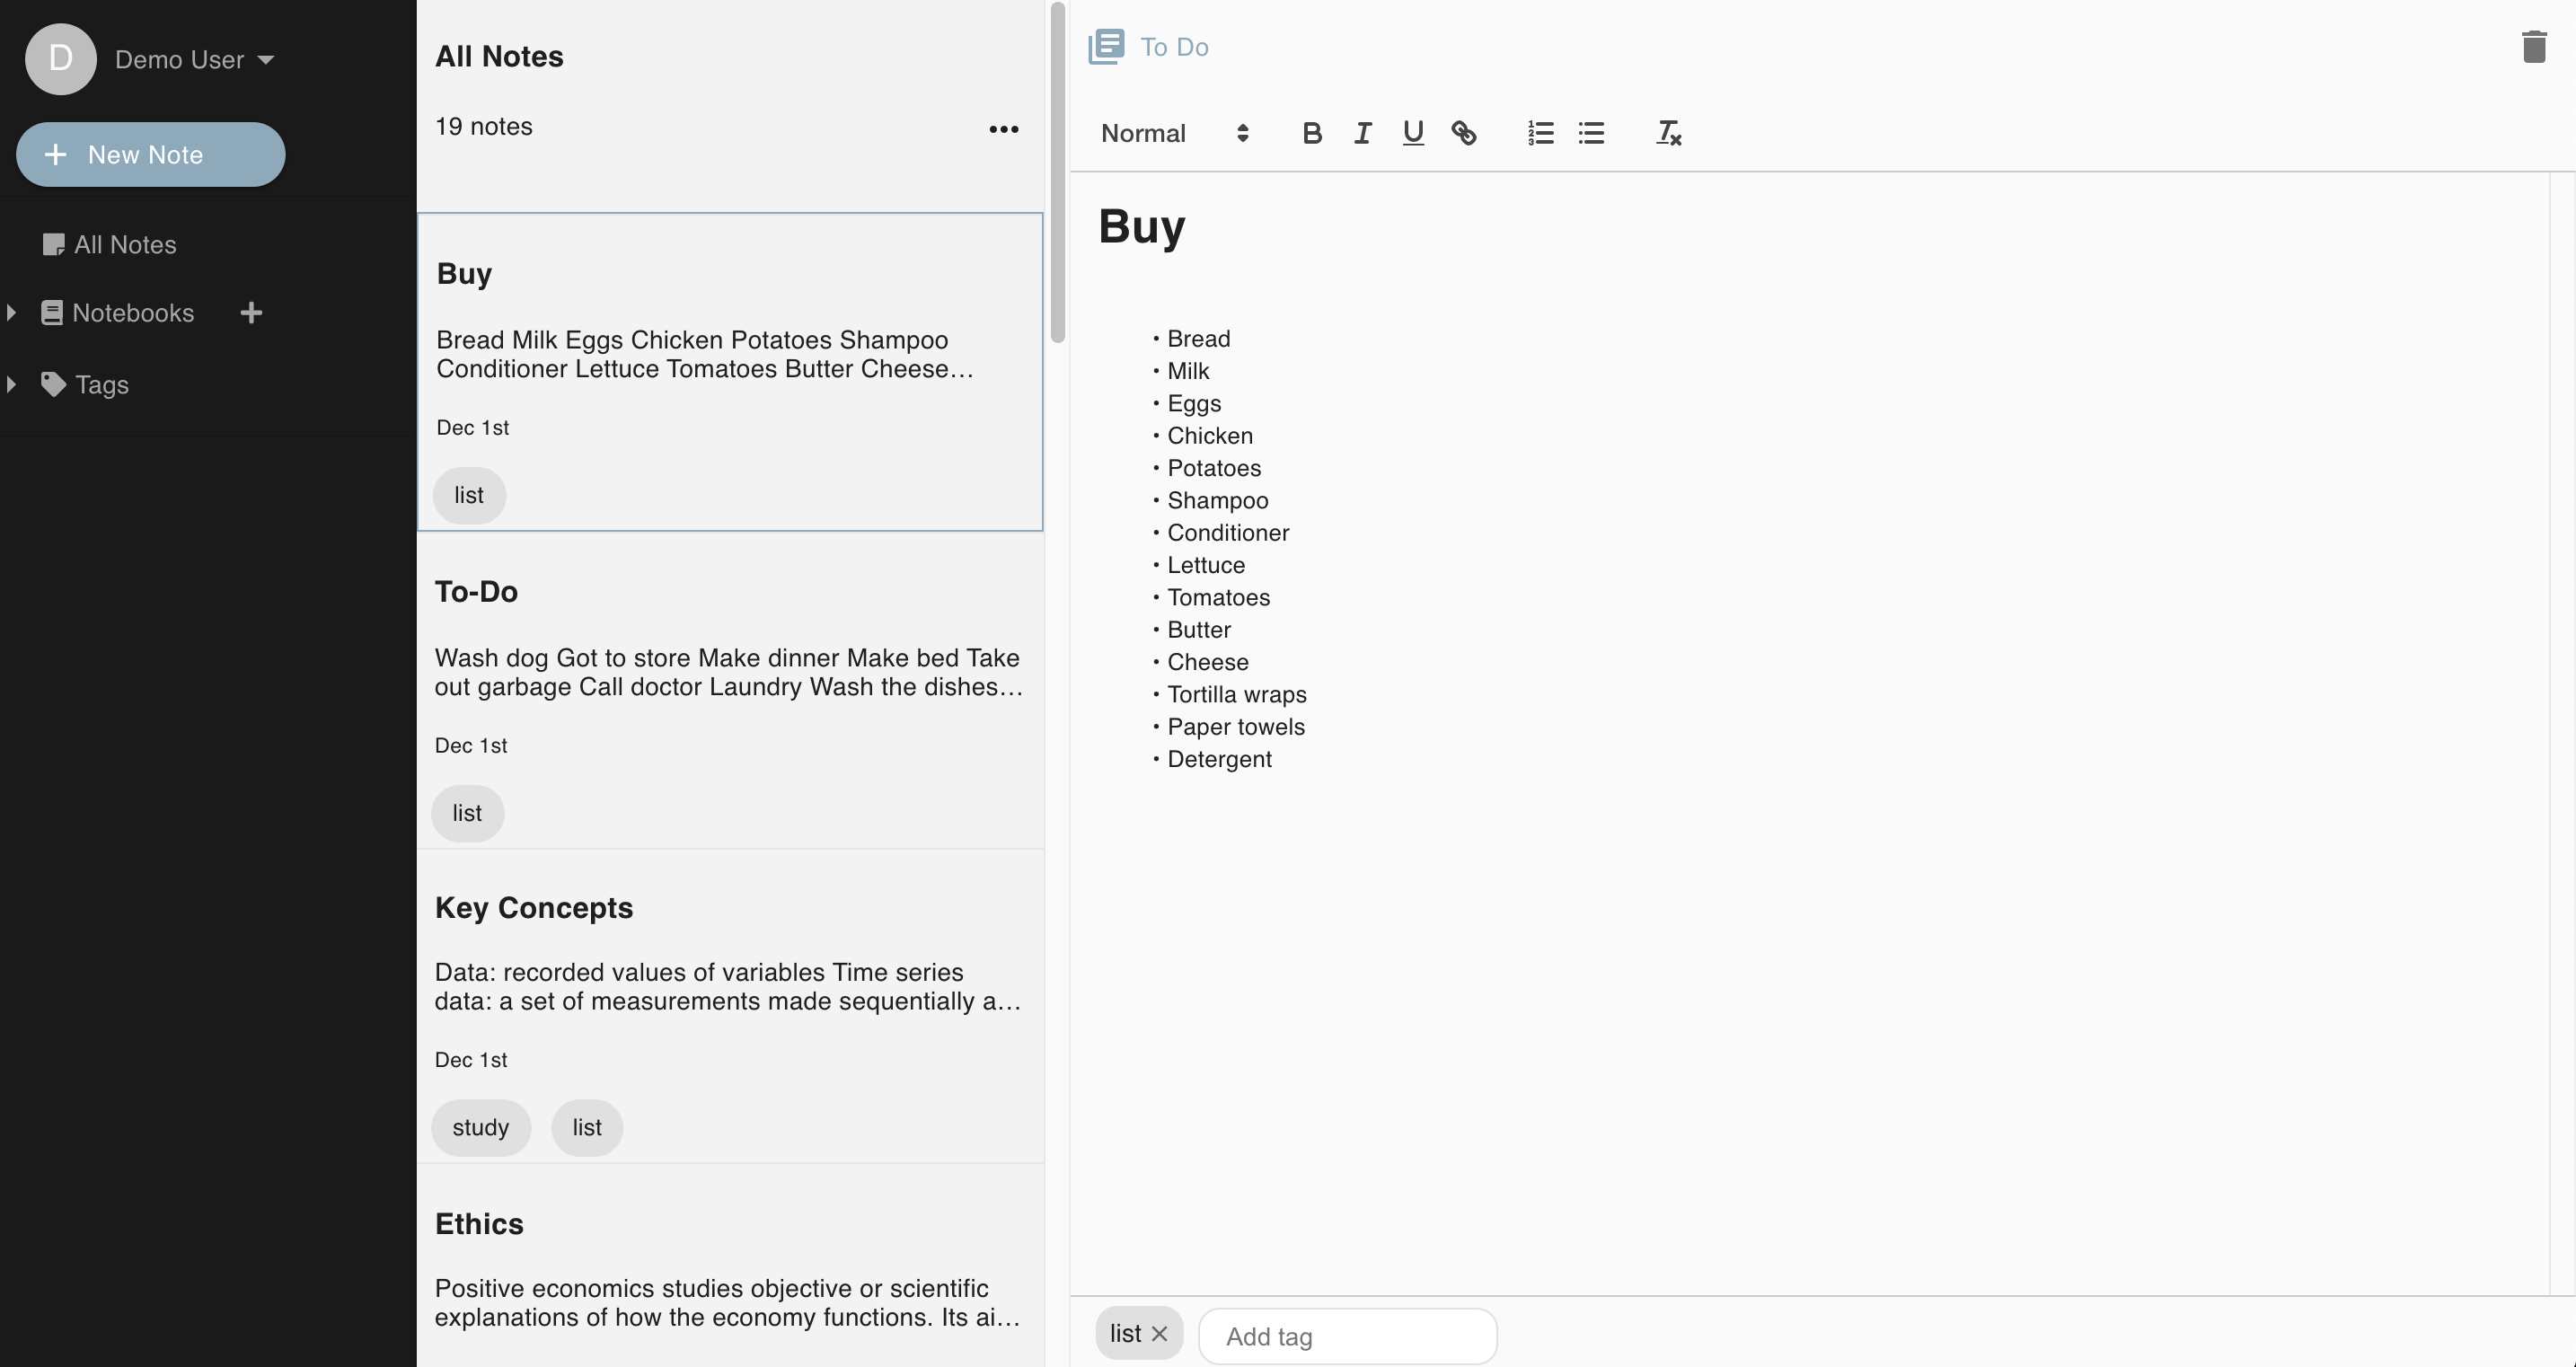 D
Demo User
+ New Note
All Notes
Notebooks +
Tags
All Notes
19 notes
Buy
Bread Milk Eggs Chicken Potatoes Shampoo
Conditioner Lettuce Tomatoes Butter Cheese…
Dec 1st
list
To-Do
Wash dog Got to store Make dinner Make bed Take
out garbage Call doctor Laundry Wash the dishes…
Dec 1st
list
Key Concepts
Data: recorded values of variables Time series
data: a set of measurements made sequentially a…
Dec 1st
study list
Ethics
Positive economics studies objective or scientific
explanations of how the economy functions. Its ai…
To Do
Normal B I U
Buy
• Bread
• Milk
• Eggs
• Chicken
• Potatoes
• Shampoo
• Conditioner
• Lettuce
• Tomatoes
• Butter
• Cheese
• Tortilla wraps
• Paper towels
• Detergent
list × Add tag